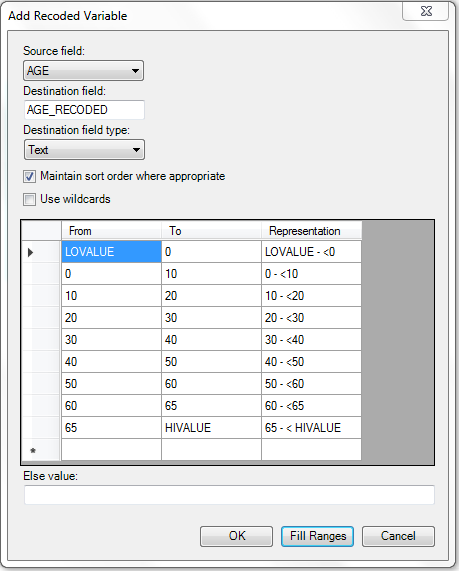 Add Recoded Variable
Source field:
AGE
Destination field:
AGE_RECODED
Destination field type:
Text
Maintain sort order where appropriate
Use wildcards
From To Representation
LOVALUE 0 LOVALUE - <0
0 10 0 - <10
10 20 10 - <20
20 30 20 - <30
30 40 30 - <40
40 50 40 - <50
50 60 50 - <60
60 65 60 - <65
65 HIVALUE 65 - < HIVALUE
*
Else value:
OK Fill Ranges Cancel